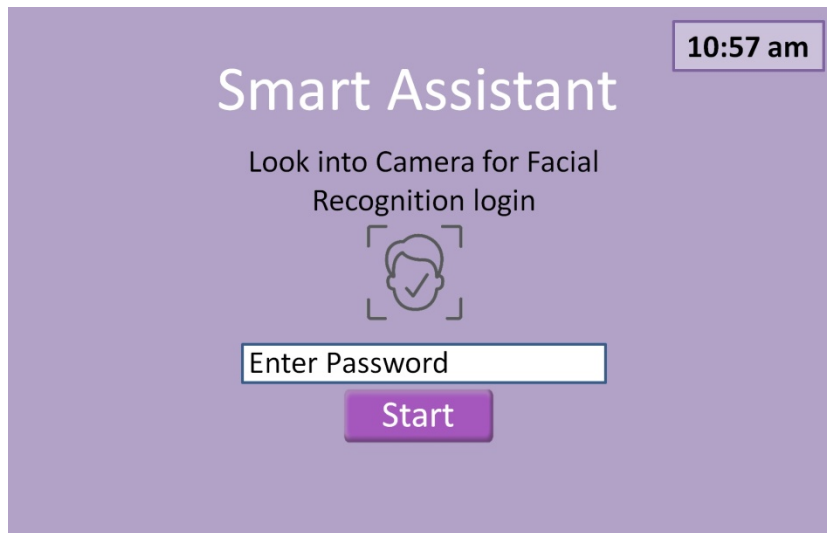 10:57 am
Smart Assistant
Look into Camera for Facial
Recognition login
Enter Password
Start